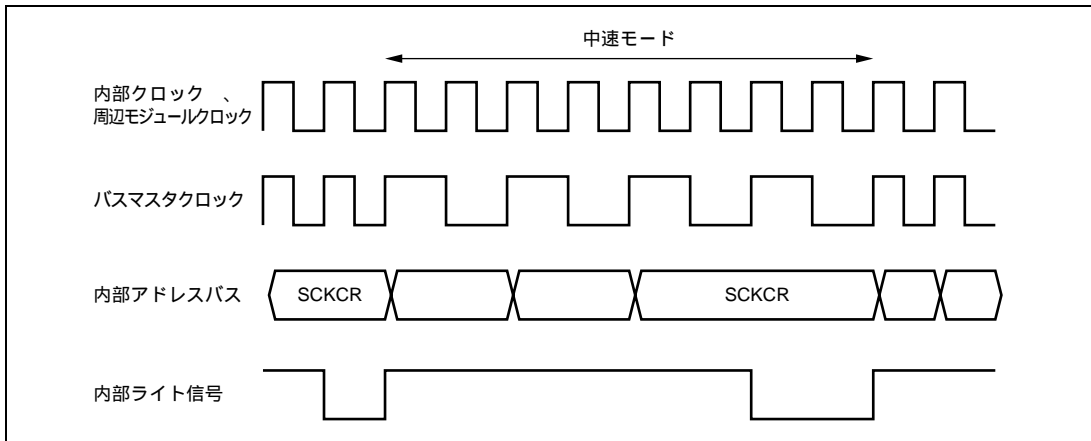 中速モード
内部クロック 、
周辺モジュールクロック
バスマスタクロック
内部アドレスバス
SCKCR
SCKCR
内部ライト信号